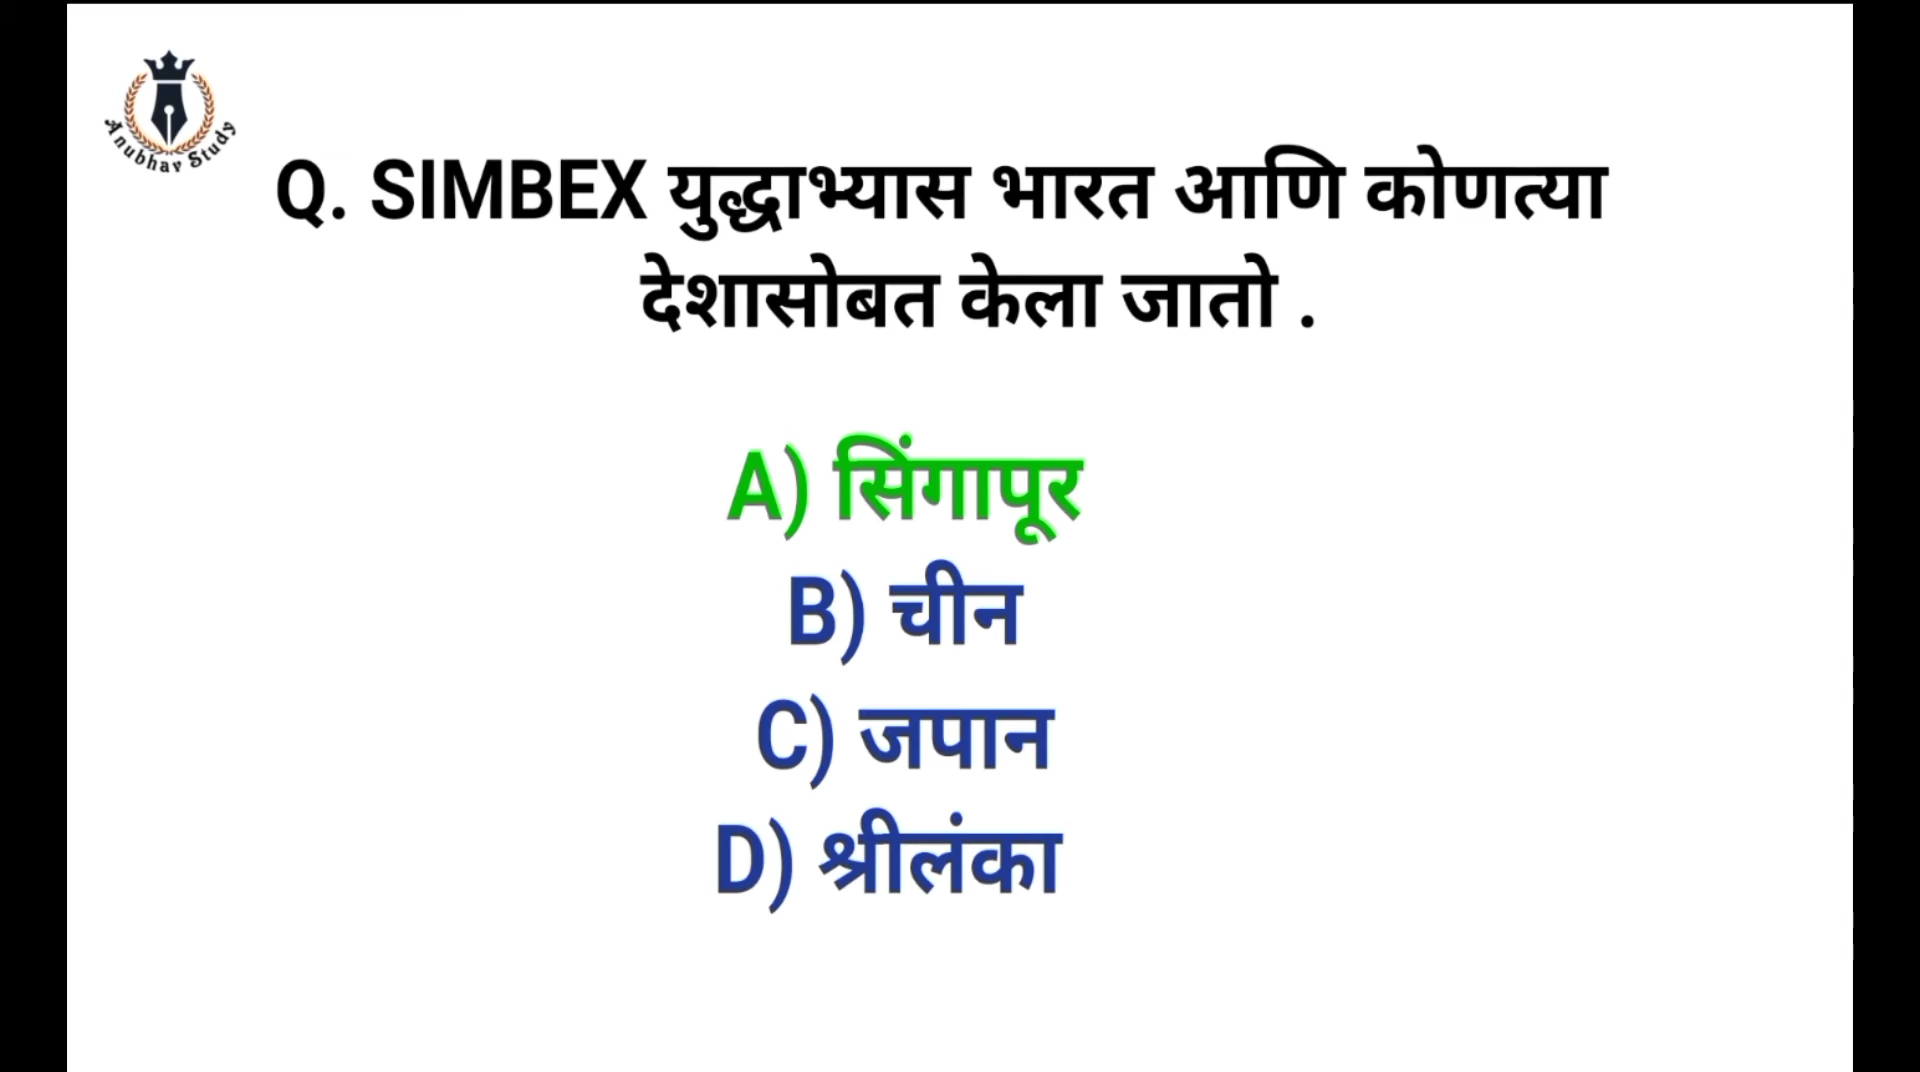 Anubhav Study
Q. SIMBEX युद्धाभ्यास भारत आणि कोणत्या
देशासोबत केला जातो .
A) सिंगापूर
B) चीन
C) जपान
D) श्रीलंका